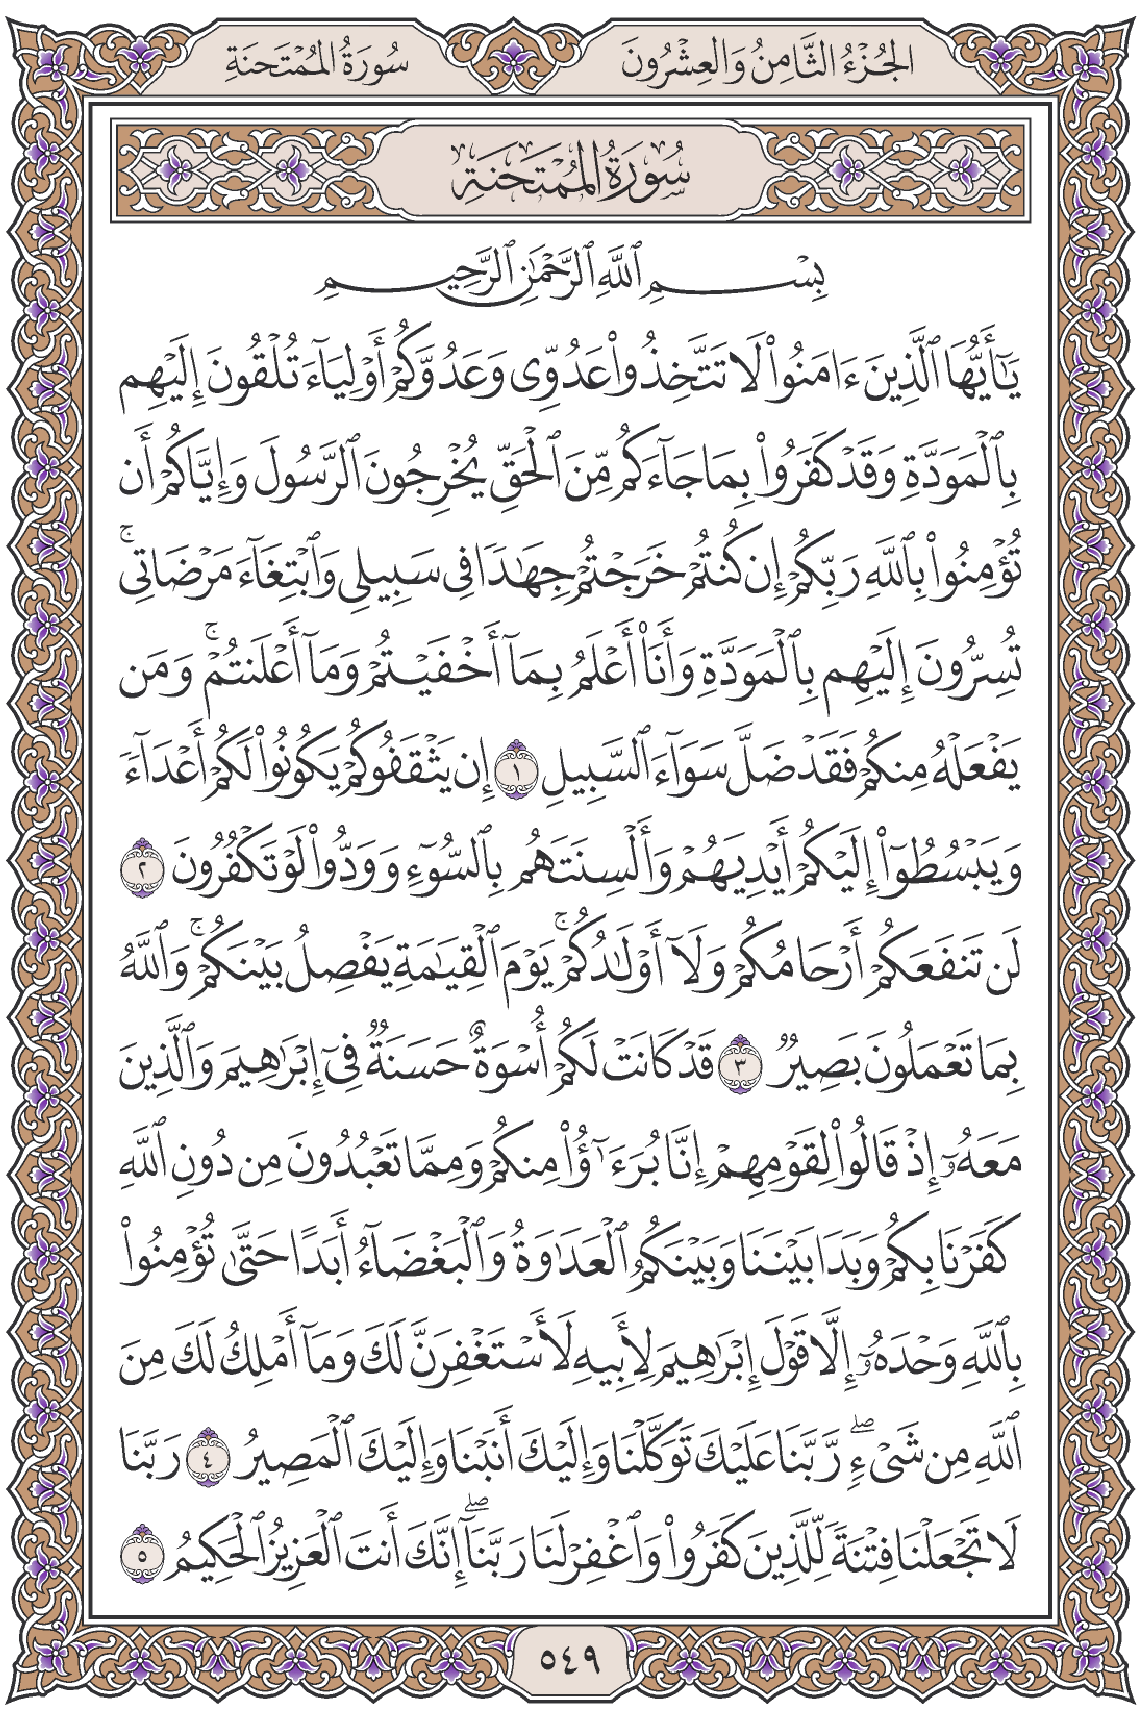 الجُزْءُ الثَّامِنُ وَالعِشْرُونَ
سُورَةُ المُمْتَحَنَةِ
سُورَةُ المُمْتَحَنَةِ
بِسْمِ ٱللَّهِ ٱلرَّحْمَٰنِ ٱلرَّحِيمِ
يَٰٓأَيُّهَا ٱلَّذِينَ ءَامَنُوا۟ لَا تَتَّخِذُوا۟ عَدُوِّى وَعَدُوَّكُمْ أَوْلِيَآءَ تُلْقُونَ إِلَيْهِم
بِٱلْمَوَدَّةِ وَقَدْ كَفَرُوا۟ بِمَا جَآءَكُم مِّنَ ٱلْحَقِّ يُخْرِجُونَ ٱلرَّسُولَ وَإِيَّاكُمْ أَن
تُؤْمِنُوا۟ بِٱللَّهِ رَبِّكُمْ إِن كُنتُمْ خَرَجْتُمْ جِهَٰدًا فِى سَبِيلِى وَٱبْتِغَآءَ مَرْضَاتِى ۚ
تُسِرُّونَ إِلَيْهِم بِٱلْمَوَدَّةِ وَأَنَا۠ أَعْلَمُ بِمَآ أَخْفَيْتُمْ وَمَآ أَعْلَنتُمْ ۚ وَمَن
يَفْعَلْهُ مِنكُمْ فَقَدْ ضَلَّ سَوَآءَ ٱلسَّبِيلِ ١ إِن يَثْقَفُوكُمْ يَكُونُوا۟ لَكُمْ أَعْدَآءً
وَيَبْسُطُوٓا۟ إِلَيْكُمْ أَيْدِيَهُمْ وَأَلْسِنَتَهُم بِٱلسُّوٓءِ وَوَدُّوا۟ لَوْ تَكْفُرُونَ ٢
لَن تَنفَعَكُمْ أَرْحَامُكُمْ وَلَآ أَوْلَٰدُكُمْ ۚ يَوْمَ ٱلْقِيَٰمَةِ يَفْصِلُ بَيْنَكُمْ ۚ وَٱللَّهُ
بِمَا تَعْمَلُونَ بَصِيرٌ ٣ قَدْ كَانَتْ لَكُمْ أُسْوَةٌ حَسَنَةٌ فِىٓ إِبْرَٰهِيمَ وَٱلَّذِينَ
مَعَهُۥٓ إِذْ قَالُوا۟ لِقَوْمِهِمْ إِنَّا بُرَءَٰٓؤُا۟ مِنكُمْ وَمِمَّا تَعْبُدُونَ مِن دُونِ ٱللَّهِ
كَفَرْنَا بِكُمْ وَبَدَا بَيْنَنَا وَبَيْنَكُمُ ٱلْعَدَٰوَةُ وَٱلْبَغْضَآءُ أَبَدًا حَتَّىٰ تُؤْمِنُوا۟
بِٱللَّهِ وَحْدَهُۥٓ إِلَّا قَوْلَ إِبْرَٰهِيمَ لِأَبِيهِ لَأَسْتَغْفِرَنَّ لَكَ وَمَآ أَمْلِكُ لَكَ مِنَ
ٱللَّهِ مِن شَىْءٍ ۖ رَّبَّنَا عَلَيْكَ تَوَكَّلْنَا وَإِلَيْكَ أَنَبْنَا وَإِلَيْكَ ٱلْمَصِيرُ ٤ رَبَّنَا
لَا تَجْعَلْنَا فِتْنَةً لِّلَّذِينَ كَفَرُوا۟ وَٱغْفِرْ لَنَا رَبَّنَآ ۖ إِنَّكَ أَنتَ ٱلْعَزِيزُ ٱلْحَكِيمُ ٥
٥٤٩